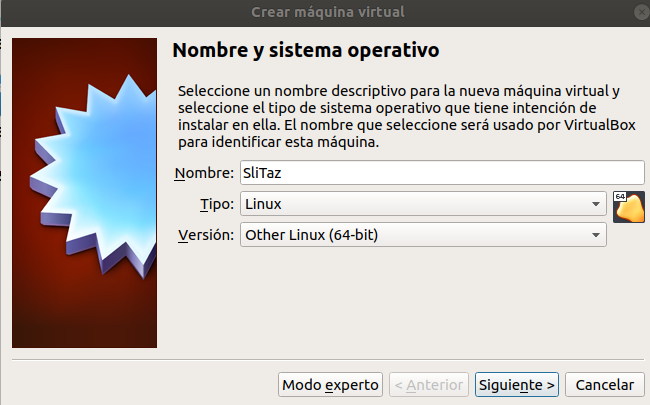 Crear máquina virtual
Nombre y sistema operativo
Seleccione un nombre descriptivo para la nueva máquina virtual y
seleccione el tipo de sistema operativo que tiene intención de
instalar en ella. El nombre que seleccione será usado por VirtualBox
para identificar esta máquina.
Nombre: SliTaz
Tipo: Linux
64
Versión: Other Linux (64-bit)
Modo experto < Anterior Siguiente > Cancelar